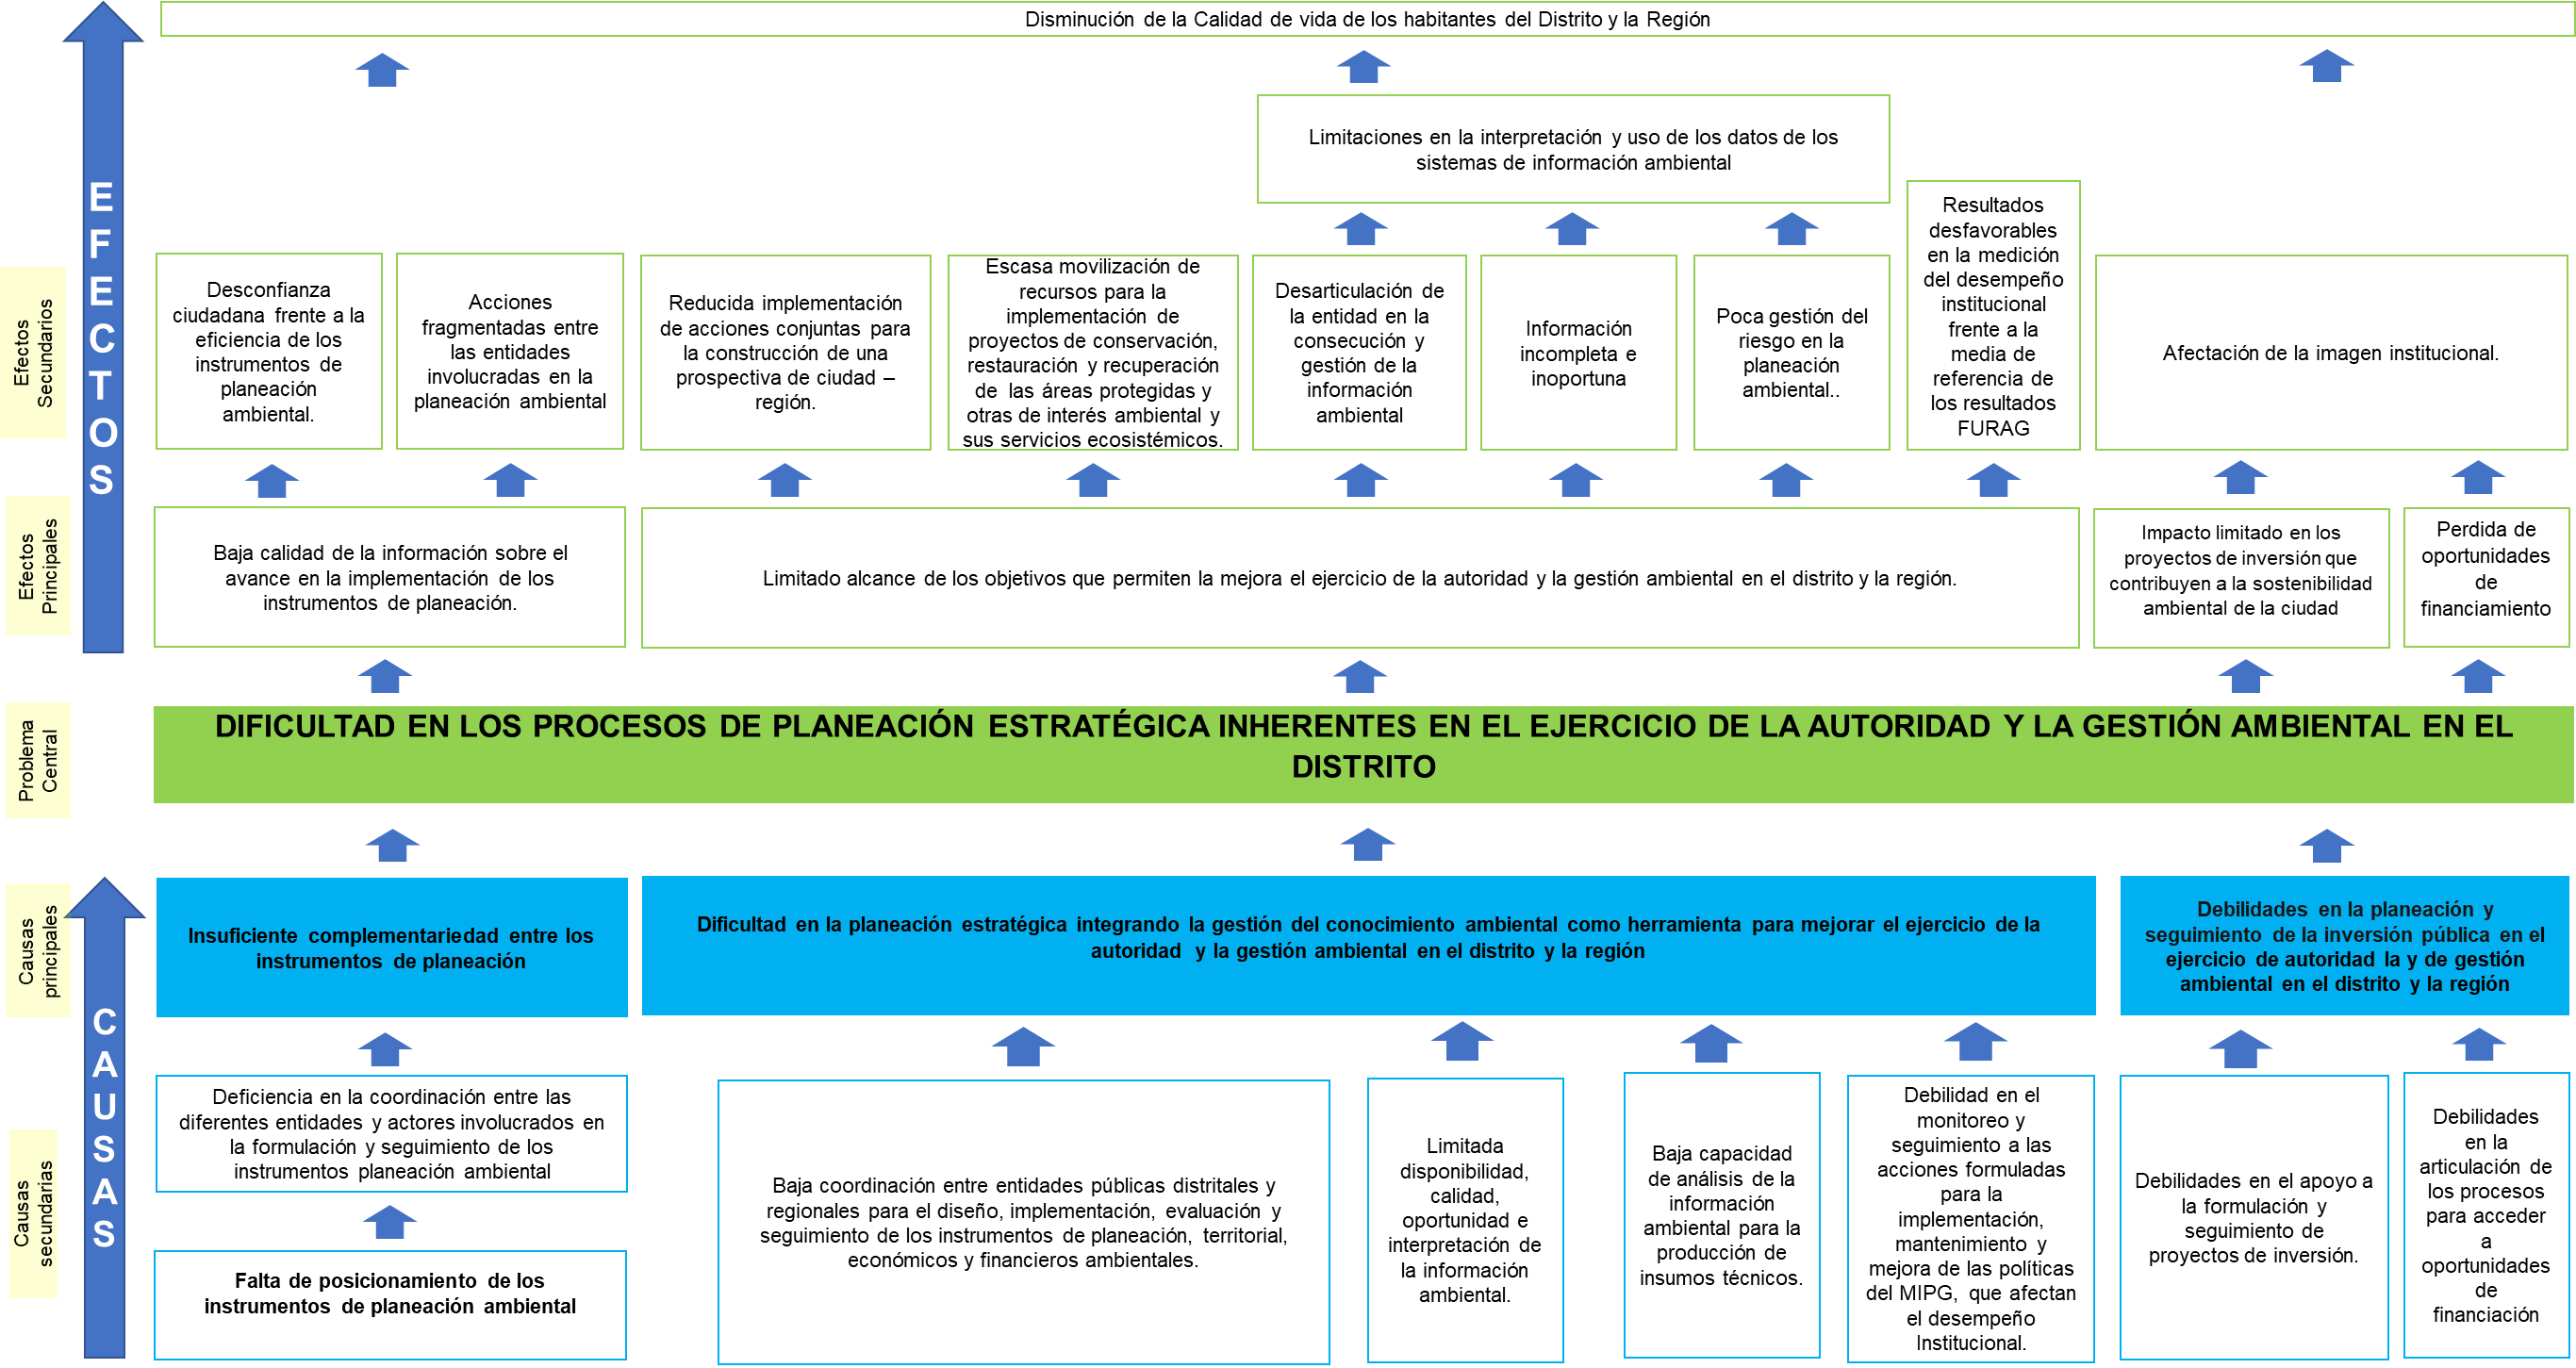 Disminución de la Calidad de vida de los habitantes del Distrito y la Región
Limitaciones en la interpretación y uso de los datos de los
sistemas de información ambiental
EFECTOS
Efectos
Secundarios
Desconfianza
ciudadana frente a la
eficiencia de los
instrumentos de
planeación
ambiental.
Acciones
fragmentadas entre
las entidades
involucradas en la
planeación ambiental
Reducida implementación
de acciones conjuntas para
la construcción de una
prospectiva de ciudad –
región.
Escasa movilización de
recursos para la
implementación de
proyectos de conservación,
restauración y recuperación
de las áreas protegidas y
otras de interés ambiental y
sus servicios ecosistémicos.
Desarticulación de
la entidad en la
consecución y
gestión de la
información
ambiental
Información
incompleta e
inoportuna
Poca gestión del
riesgo en la
planeación
ambiental..
Resultados
desfavorables
en la medición
del desempeño
institucional
frente a la
media de
referencia de
los resultados
FURAG
Afectación de la imagen institucional.
Efectos
Principales
Baja calidad de la información sobre el
avance en la implementación de los
instrumentos de planeación.
Limitado alcance de los objetivos que permiten la mejora el ejercicio de la autoridad y la gestión ambiental en el distrito y la región.
Impacto limitado en los
proyectos de inversión que
contribuyen a la sostenibilidad
ambiental de la ciudad
Perdida de
oportunidades
de
financiamiento
Problema
Central
DIFICULTAD EN LOS PROCESOS DE PLANEACIÓN ESTRATÉGICA INHERENTES EN EL EJERCICIO DE LA AUTORIDAD Y LA GESTIÓN AMBIENTAL EN EL
DISTRITO
CAUSAS
Causas
principales
Insuficiente complementariedad entre los
instrumentos de planeación
Dificultad en la planeación estratégica integrando la gestión del conocimiento ambiental como herramienta para mejorar el ejercicio de la
autoridad y la gestión ambiental en el distrito y la región
Debilidades en la planeación y
seguimiento de la inversión pública en el
ejercicio de autoridad la y de gestión
ambiental en el distrito y la región
Causas
secundarias
Deficiencia en la coordinación entre las
diferentes entidades y actores involucrados en
la formulación y seguimiento de los
instrumentos planeación ambiental
Falta de posicionamiento de los
instrumentos de planeación ambiental
Baja coordinación entre entidades públicas distritales y
regionales para el diseño, implementación, evaluación y
seguimiento de los instrumentos de planeación, territorial,
económicos y financieros ambientales.
Limitada
disponibilidad,
calidad,
oportunidad e
interpretación de
la información
ambiental.
Baja capacidad
de análisis de la
información
ambiental para la
producción de
insumos técnicos.
Debilidad en el
monitoreo y
seguimiento a las
acciones formuladas
para la
implementación,
mantenimiento y
mejora de las políticas
del MIPG, que afectan
el desempeño
Institucional.
Debilidades en el apoyo a
la formulación y
seguimiento de
proyectos de inversión.
Debilidades
en la
articulación de
los procesos
para acceder
a
oportunidades
de
financiación